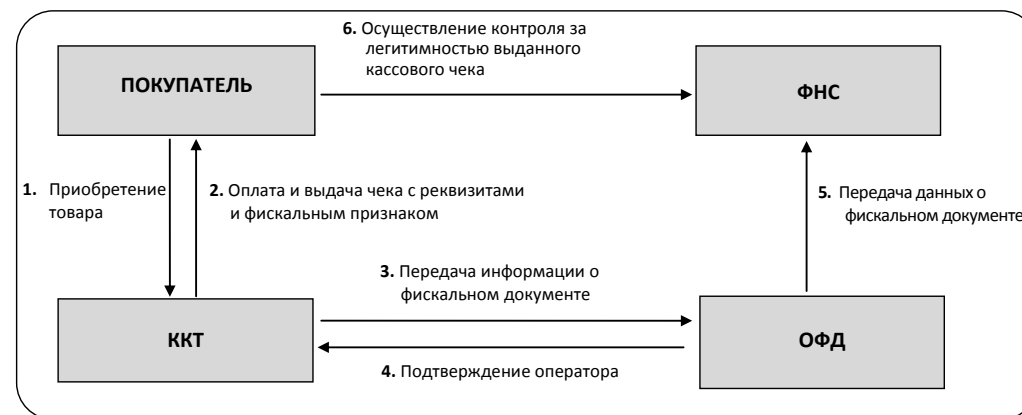 6. Осуществление контроля за
легитимностью выданного
кассового чека
ПОКУПАТЕЛЬ
ФНС
1. Приобретение
товара
2. Оплата и выдача чека с реквизитами
и фискальным признаком
5. Передача данных о
фискальном документе
3. Передача информации о
фискальном документе
ККТ
ОФД
4. Подтверждение оператора